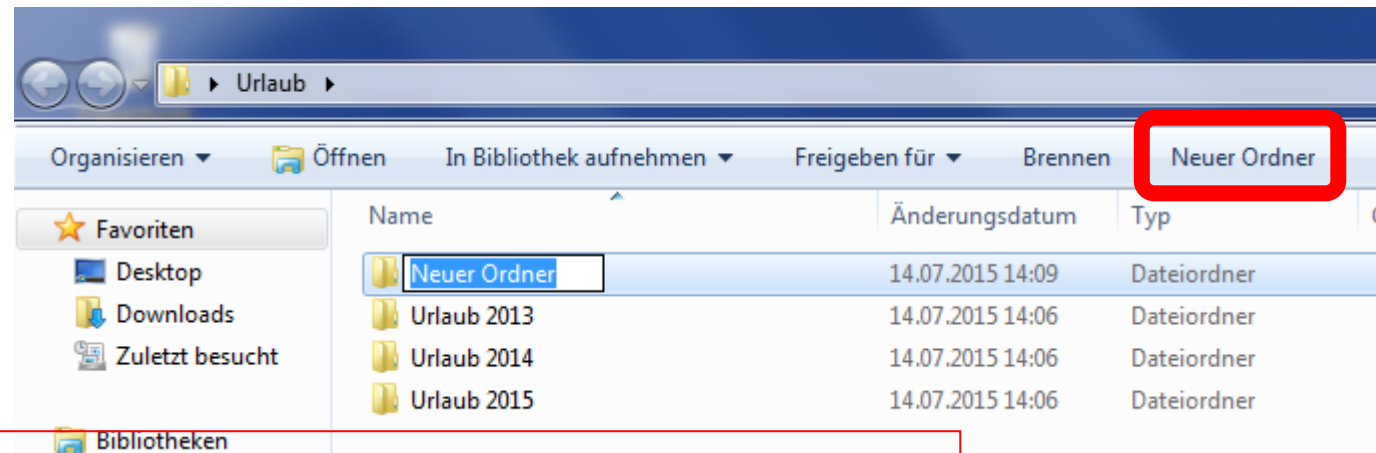 Urlaub
Organisieren Öffnen In Bibliothek aufnehmen Freigeben für Brennen Neuer Ordner
Favoriten Name Änderungsdatum Typ
Desktop Neuer Ordner 14.07.2015 14:09 Dateiordner
Downloads Urlaub 2013 14.07.2015 14:06 Dateiordner
Zuletzt besucht Urlaub 2014 14.07.2015 14:06 Dateiordner
Urlaub 2015 14.07.2015 14:06 Dateiordner
Bibliotheken